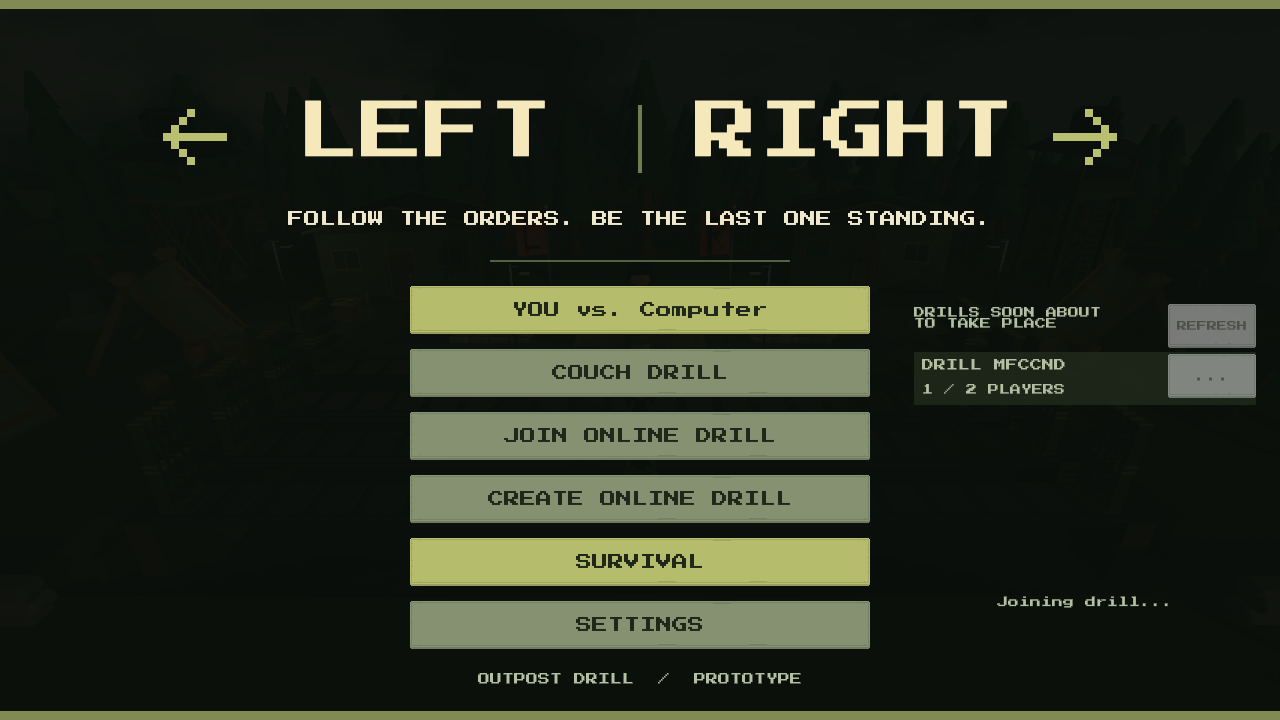 LEFT | RIGHT
FOLLOW THE ORDERS. BE THE LAST ONE STANDING.
YOU vs. Computer
COUCH DRILL
JOIN ONLINE DRILL
CREATE ONLINE DRILL
SURVIVAL
SETTINGS
DRILLS SOON ABOUT
TO TAKE PLACE
REFRESH
DRILL MFCCND
1 / 2 PLAYERS
...
Joining drill...
OUTPOST DRILL / PROTOTYPE